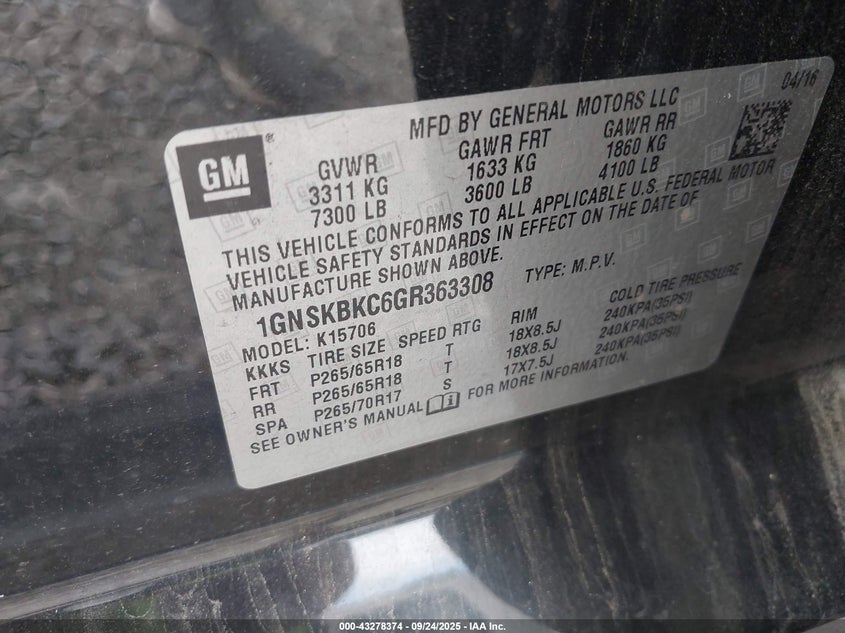 04/16
MFD BY GENERAL MOTORS LLC
GM®
GVWR GAWR FRT GAWR RR
3311 KG 1633 KG 1860 KG
7300 LB 3600 LB 4100 LB
THIS VEHICLE CONFORMS TO ALL APPLICABLE U.S. FEDERAL MOTOR
VEHICLE SAFETY STANDARDS IN EFFECT ON THE DATE OF
MANUFACTURE SHOWN ABOVE.
1GNSKBKC6GR363308 TYPE: M.P.V.
MODEL: K15706
KKKS TIRE SIZE SPEED RTG RIM COLD TIRE PRESSURE
FRT P265/65R18 T 18X8.5J 240KPA(35PSI)
RR P265/65R18 T 18X8.5J 240KPA(35PSI)
SPA P265/70R17 S 17X7.5J 240KPA(35PSI)
SEE OWNER'S MANUAL FOR MORE INFORMATION.
000-43278374 | 09/24/2025 - IAA Inc.